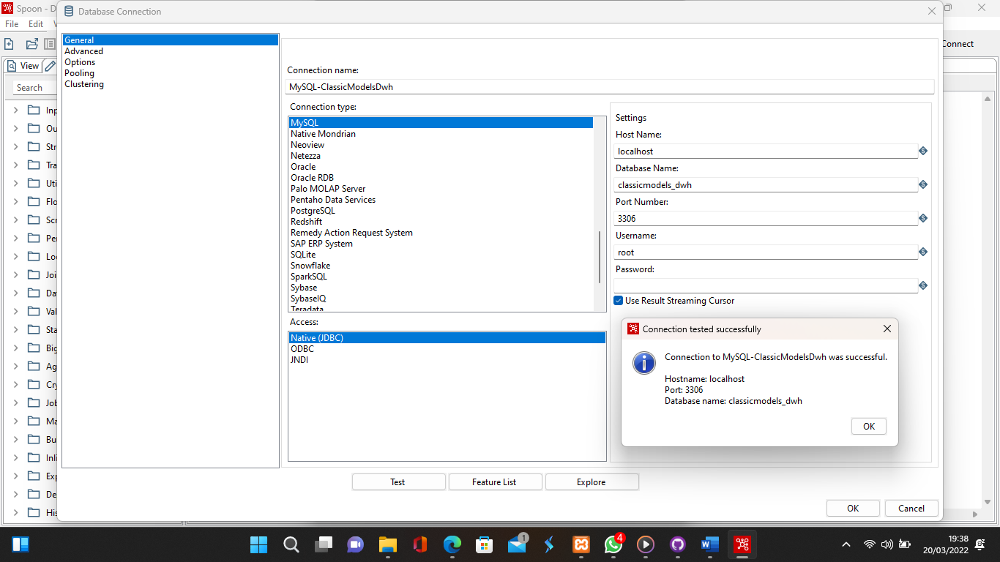 Spoon - D
Database Connection
File Edit
Connect
View
Search
Inp
Ou
Str
Tra
Uti
Flo
Scr
Pe
Loo
Joi
Da
Val
Sta
Big
Ag
Cry
Job
Ma
Bu
Inli
Exp
De
His
General
Advanced
Options
Pooling
Clustering
Connection name:
MySQL-ClassicModelsDwh
Connection type:
MySQL
Native Mondrian
Neoview
Netezza
Oracle
Oracle RDB
Palo MOLAP Server
Pentaho Data Services
PostgreSQL
Redshift
Remedy Action Request System
SAP ERP System
SQLite
Snowflake
SparkSQL
Sybase
SybaseIQ
Teradata
Access:
Native (JDBC)
ODBC
JNDI
Settings
Host Name:
localhost
Database Name:
classicmodels_dwh
Port Number:
3306
Username:
root
Password:
Use Result Streaming Cursor
Connection tested successfully
Connection to MySQL-ClassicModelsDwh was successful.
Hostname: localhost
Port: 3306
Database name: classicmodels_dwh
OK
Test Feature List Explore
OK Cancel
1
4
19:38
20/03/2022